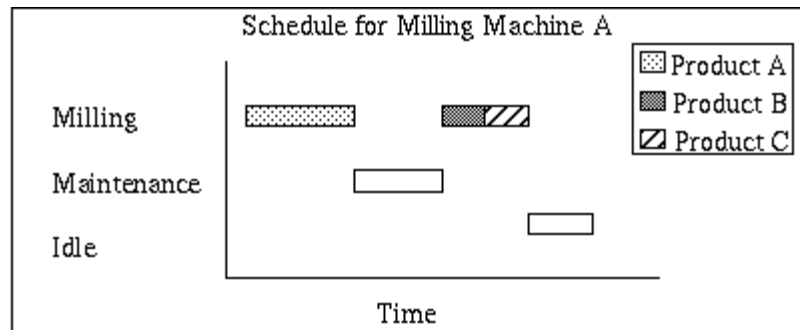 Schedule for Milling Machine A
Product A
Product B
Product C
Milling
Maintenance
Idle
Time